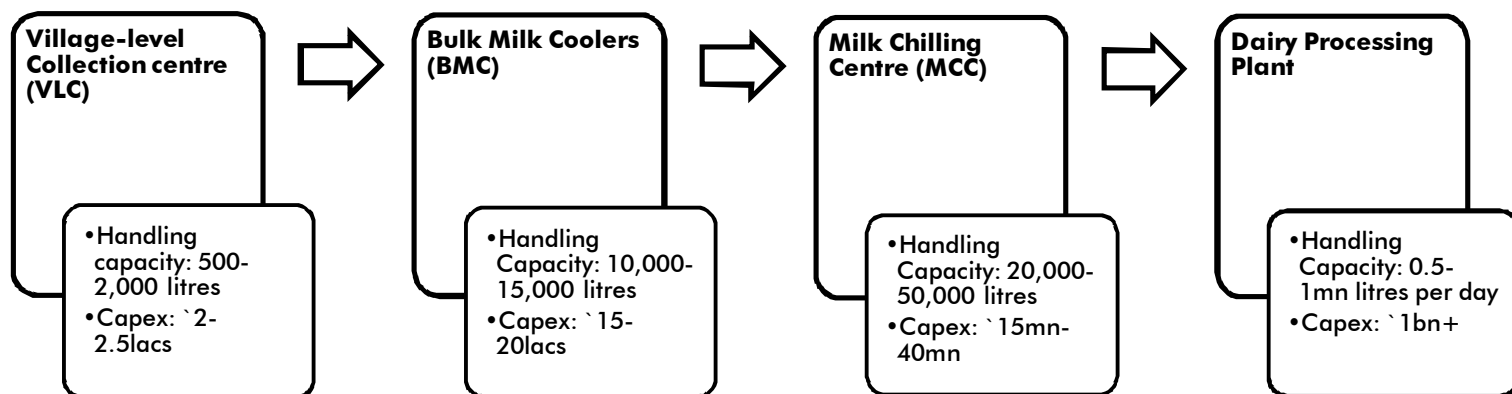 Village-level
Collection centre
(VLC)
•Handling
capacity: 500-
2,000 litres
•Capex: `2-
2.5lacs
Bulk Milk Coolers
(BMC)
•Handling
Capacity: 10,000-
15,000 litres
•Capex: `15-
20lacs
Milk Chilling
Centre (MCC)
•Handling
Capacity: 20,000-
50,000 litres
•Capex: `15mn-
40mn
Dairy Processing
Plant
•Handling
Capacity: 0.5-
1mn litres per day
•Capex: `1bn+